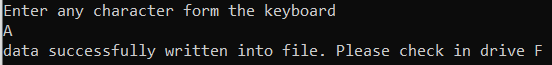 Enter any character form the keyboard
A
data successfully written into file. Please check in drive F